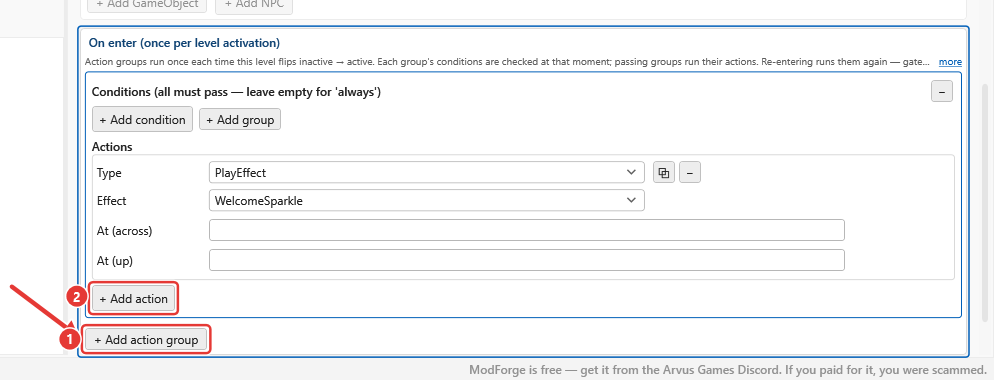 + Add GameObject + Add NPC
On enter (once per level activation)
Action groups run once each time this level flips inactive → active. Each group's conditions are checked at that moment; passing groups run their actions. Re-entering runs them again — gate... more
Conditions (all must pass — leave empty for 'always') –
+ Add condition + Add group
Actions
Type PlayEffect –
Effect WelcomeSparkle
At (across)
At (up)
2 + Add action
1 + Add action group
ModForge is free — get it from the Arvus Games Discord. If you paid for it, you were scammed.